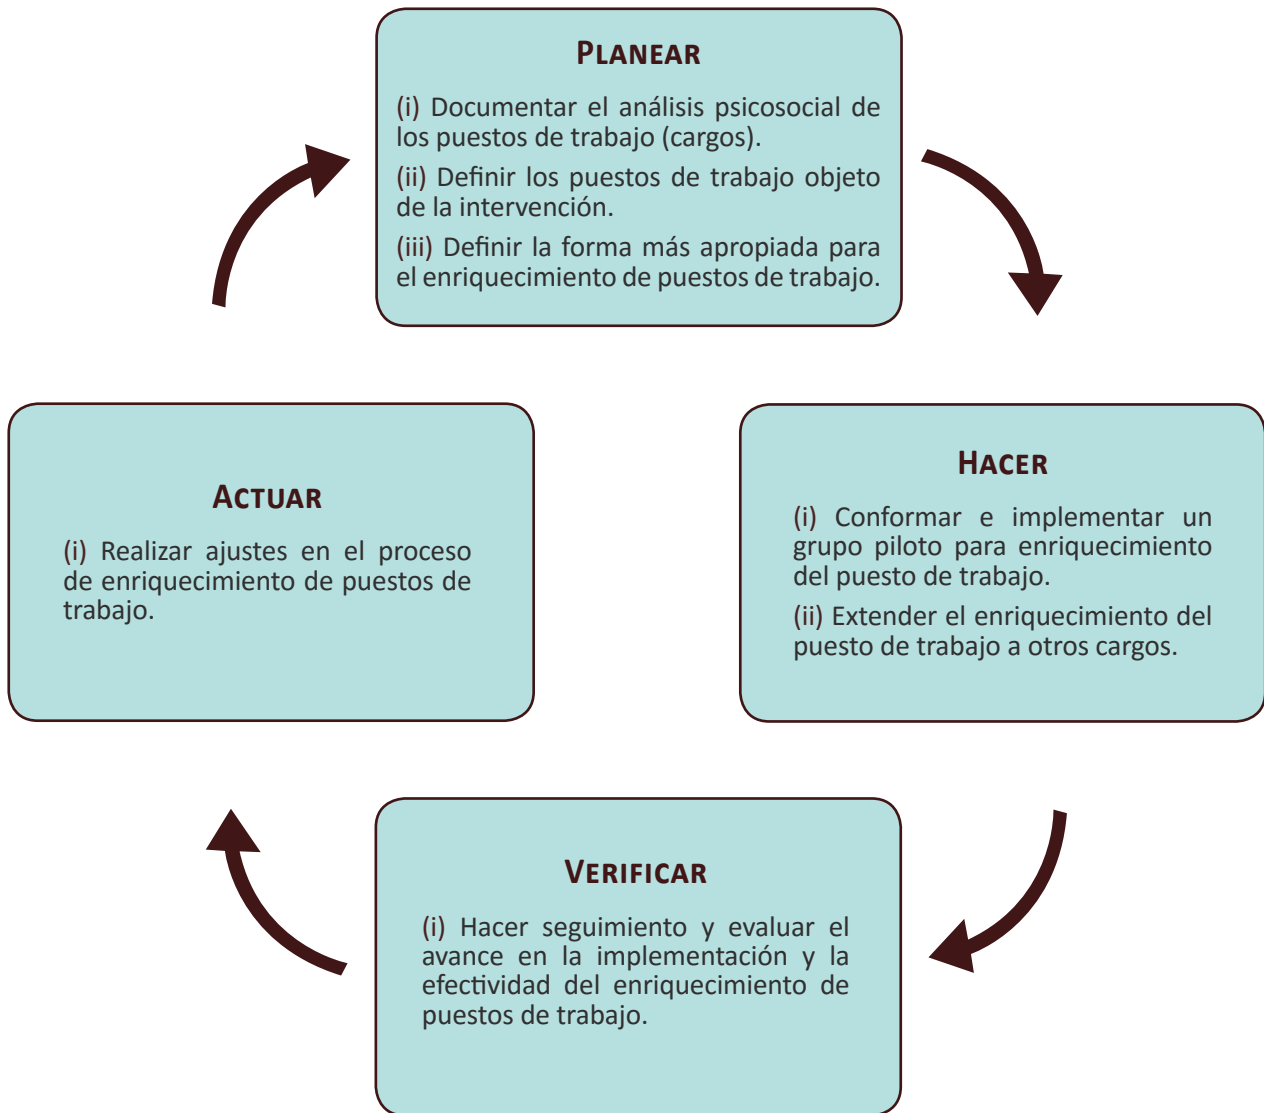 PLANEAR
(i) Documentar el análisis psicosocial de
los puestos de trabajo (cargos).
(ii) Definir los puestos de trabajo objeto
de la intervención.
(iii) Definir la forma más apropiada para
el enriquecimiento de puestos de trabajo.
HACER
(i) Conformar e implementar un
grupo piloto para enriquecimiento
del puesto de trabajo.
(ii) Extender el enriquecimiento del
puesto de trabajo a otros cargos.
VERIFICAR
(i) Hacer seguimiento y evaluar el
avance en la implementación y la
efectividad del enriquecimiento de
puestos de trabajo.
ACTUAR
(i) Realizar ajustes en el proceso
de enriquecimiento de puestos de
trabajo.